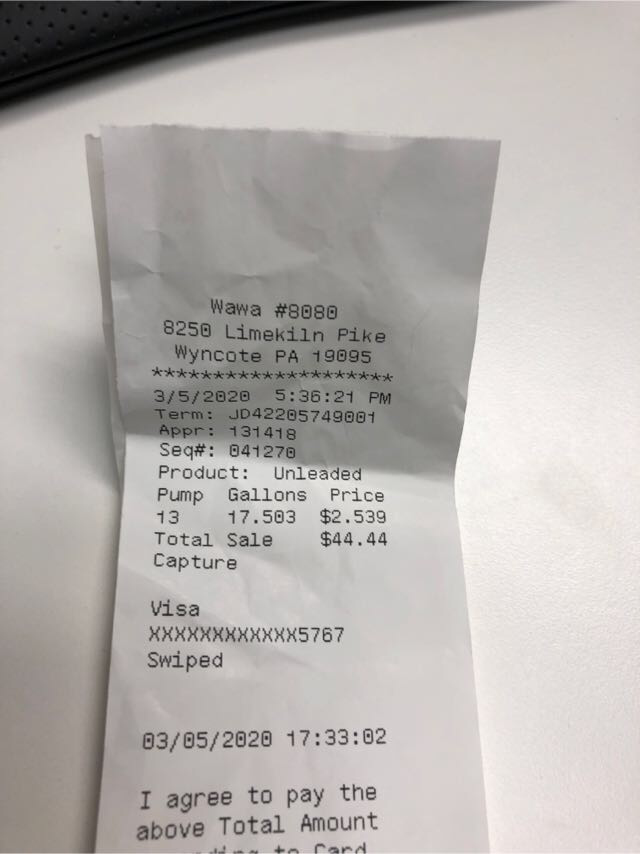 Wawa #8080
8250 Limekiln Pike
Wyncote PA 19095
********************
3/5/2020 5:36:21 PM
Term: JD42205749001
Appr: 131418
Seq#: 041270
Product: Unleaded
Pump Gallons Price
13 17.503 $2.539
Total Sale $44.44
Capture
Visa
XXXXXXXXXXXX5767
Swiped
03/05/2020 17:33:02
I agree to pay the
above Total Amount
to Card